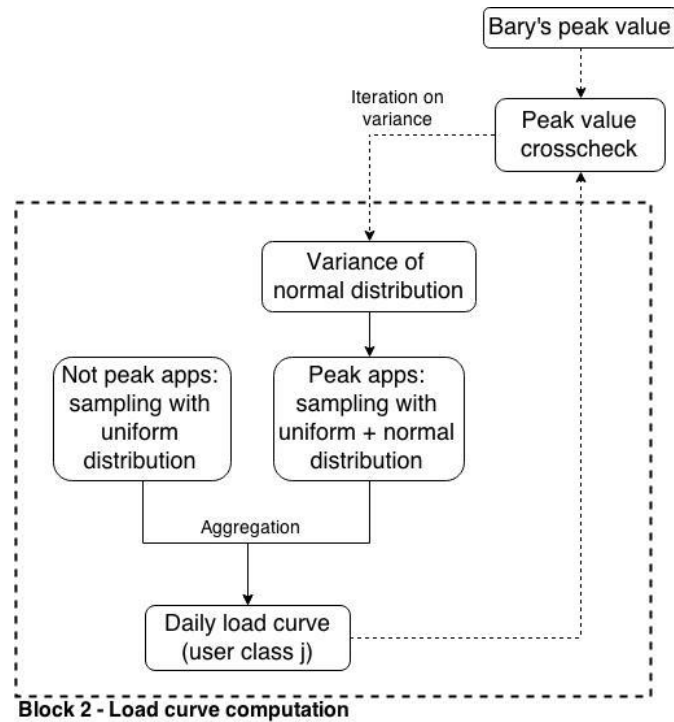 Bary's peak value
Iteration on
variance
Peak value
crosscheck
Variance of
normal distribution
Not peak apps:
sampling with
uniform
distribution
Peak apps:
sampling with
uniform + normal
distribution
Aggregation
Daily load curve
(user class j)
Block 2 - Load curve computation